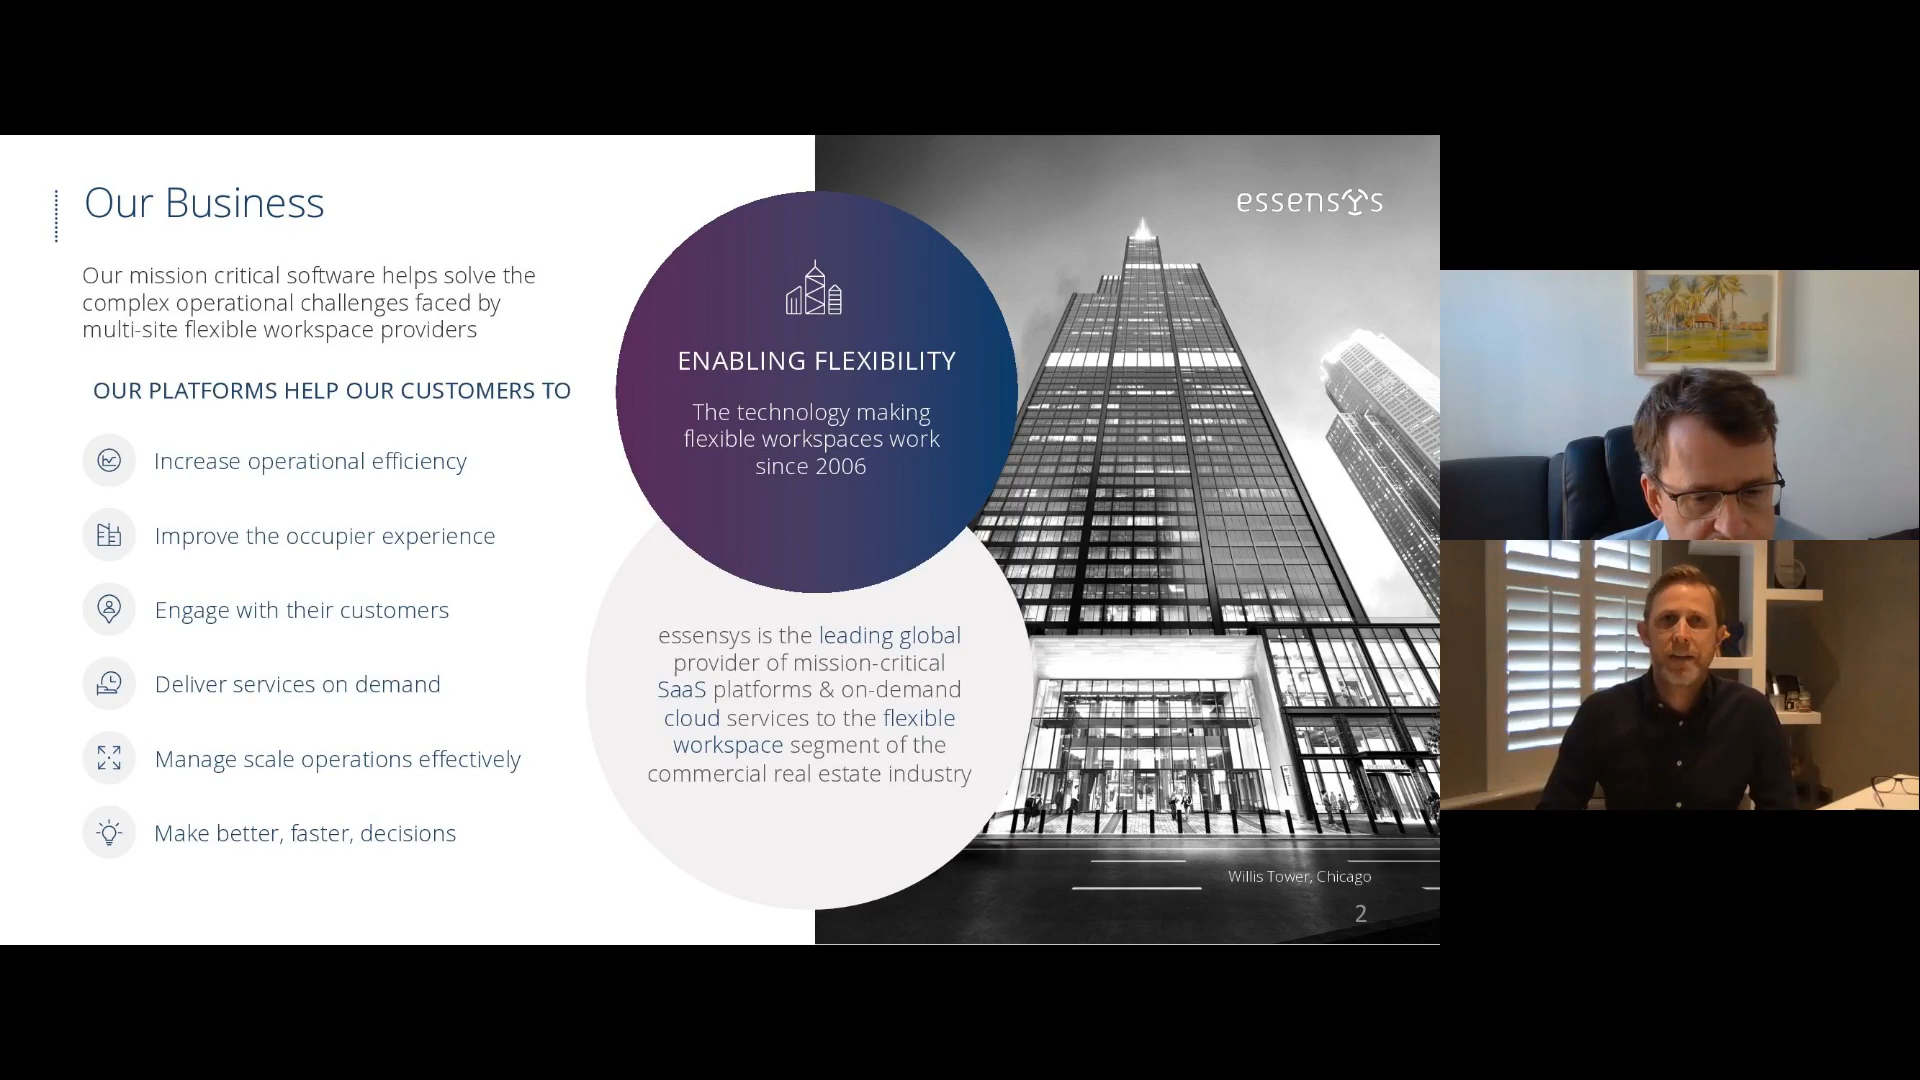 Our Business
Our mission critical software helps solve the
complex operational challenges faced by
multi-site flexible workspace providers
OUR PLATFORMS HELP OUR CUSTOMERS TO
Increase operational efficiency
Improve the occupier experience
Engage with their customers
Deliver services on demand
Manage scale operations effectively
Make better, faster, decisions
ENABLING FLEXIBILITY
The technology making
flexible workspaces work
since 2006
essensys is the leading global
provider of mission-critical
SaaS platforms & on-demand
cloud services to the flexible
workspace segment of the
commercial real estate industry
essensys
Willis Tower, Chicago
2